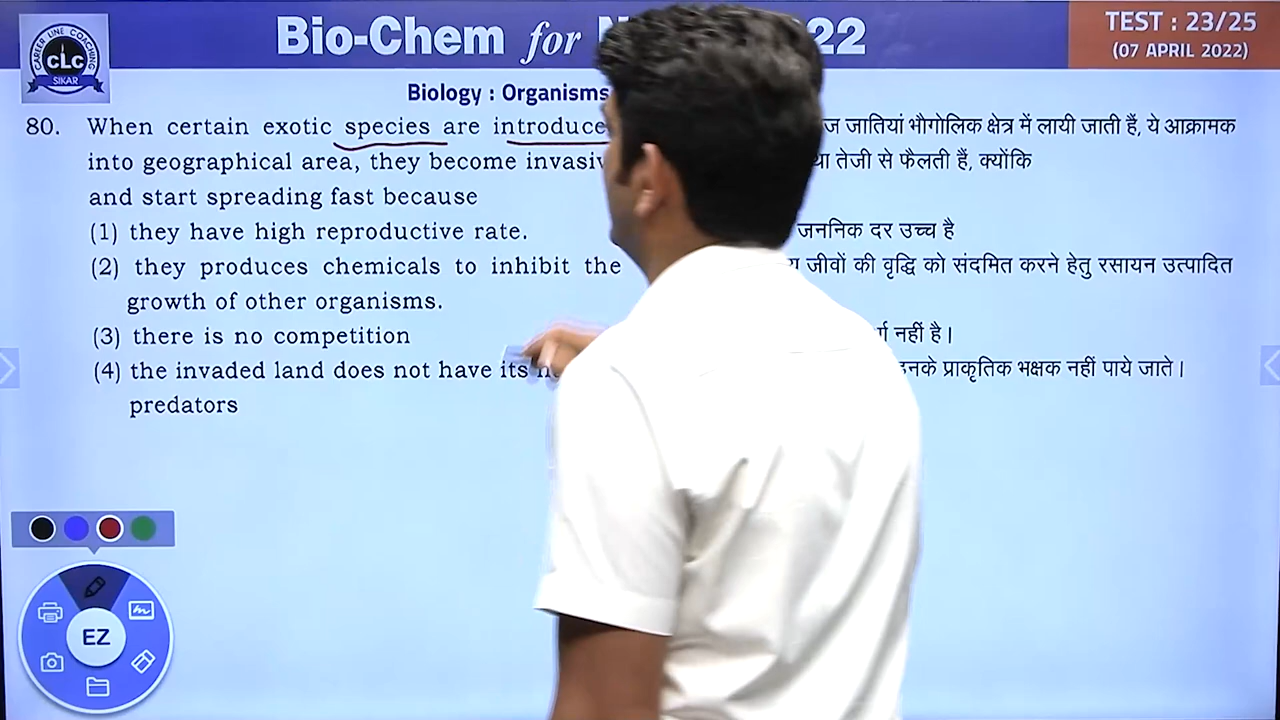 CAREER LINE COACHING
CLC
SIKAR
Bio-Chem for
22
TEST : 23/25
(07 APRIL 2022)
Biology : Organisms
80. When certain exotic species are introduce
into geographical area, they become invasiv
and start spreading fast because
(1) they have high reproductive rate.
(2) they produces chemicals to inhibit the
growth of other organisms.
(3) there is no competition
(4) the invaded land does not have its
predators
जातियां भौगोलिक क्षेत्र में लायी जाती हैं, ये आक्रामक
तेजी से फैलती हैं, क्योंकि
जननिक दर उच्च है
जीवों की वृद्धि को संदमित करने हेतु रसायन उत्पादित
नहीं है।
प्राकृतिक भक्षक नहीं पाये जाते।
EZ